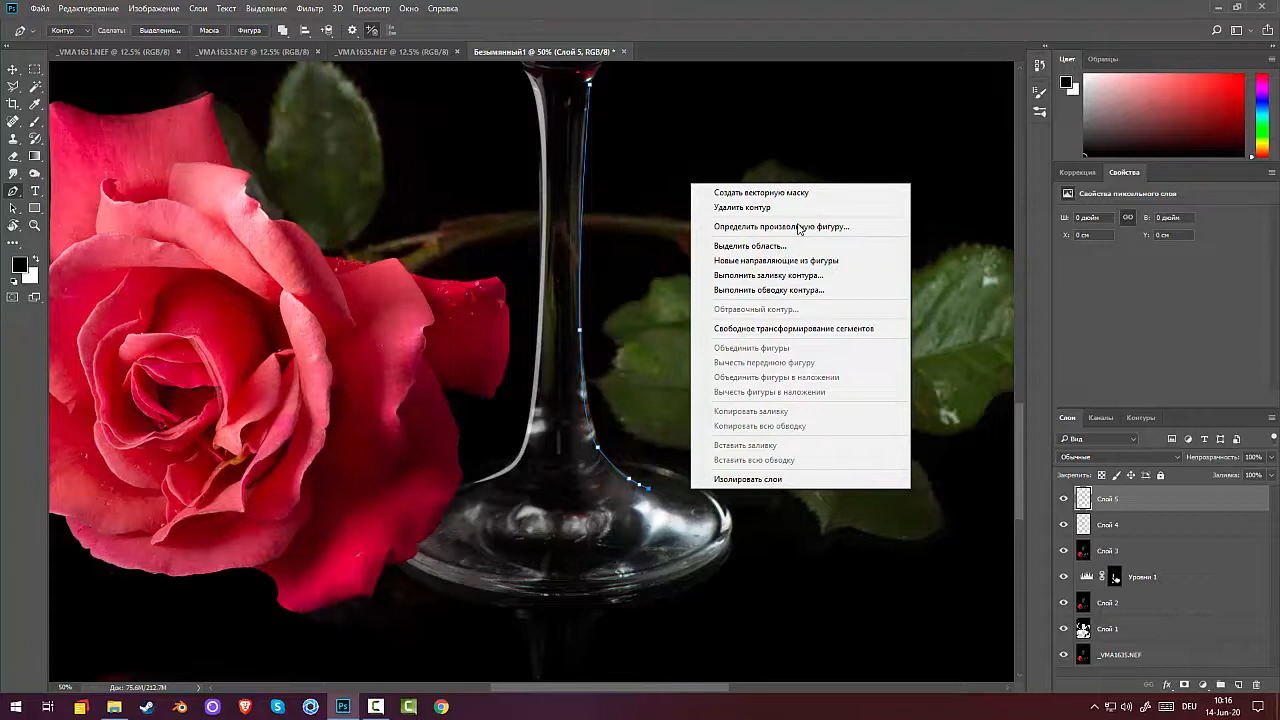 Ps Файл Редактирование Изображение Слои Текст Выделение Фильтр 3D Просмотр Окно Справка
Контур Сделать: Выделение... Маска Фигура
_VMA1631.NEF @ 12.5% (RGB/8) × _VMA1633.NEF @ 12.5% (RGB/8) × _VMA1635.NEF @ 12.5% (RGB/8) × Безымянный1 @ 50% (Слой 5, RGB/8) * ×
Цвет Образцы
Создать векторную маску
Удалить контур
Определить произвольную фигуру...
Выделить область...
Новые направляющие из фигуры
Выполнить заливку контура...
Выполнить обводку контура...
Обтравочный контур...
Свободное трансформирование сегментов
Объединить фигуры
Вычесть переднюю фигуру
Объединить фигуры в наложении
Вычесть фигуры в наложении
Копировать заливку
Копировать всю обводку
Вставить заливку
Вставить всю обводку
Изолировать слои
Коррекция Свойства
Свойства пиксельного слоя
Ш: 0 дюйм GO В: 0 дюйм
X: 0 см Y: 0 см
Слои Каналы Контуры
Вид
Обычные Непрозрачность: 100%
Закрепить: Заливка: 100%
Слой 5
Слой 4
Слой 3
Уровни 1
Слой 2
Слой 1
_VMA1635.NEF
50% Док: 75.6M/212.7M
10:16
14-Jun-20